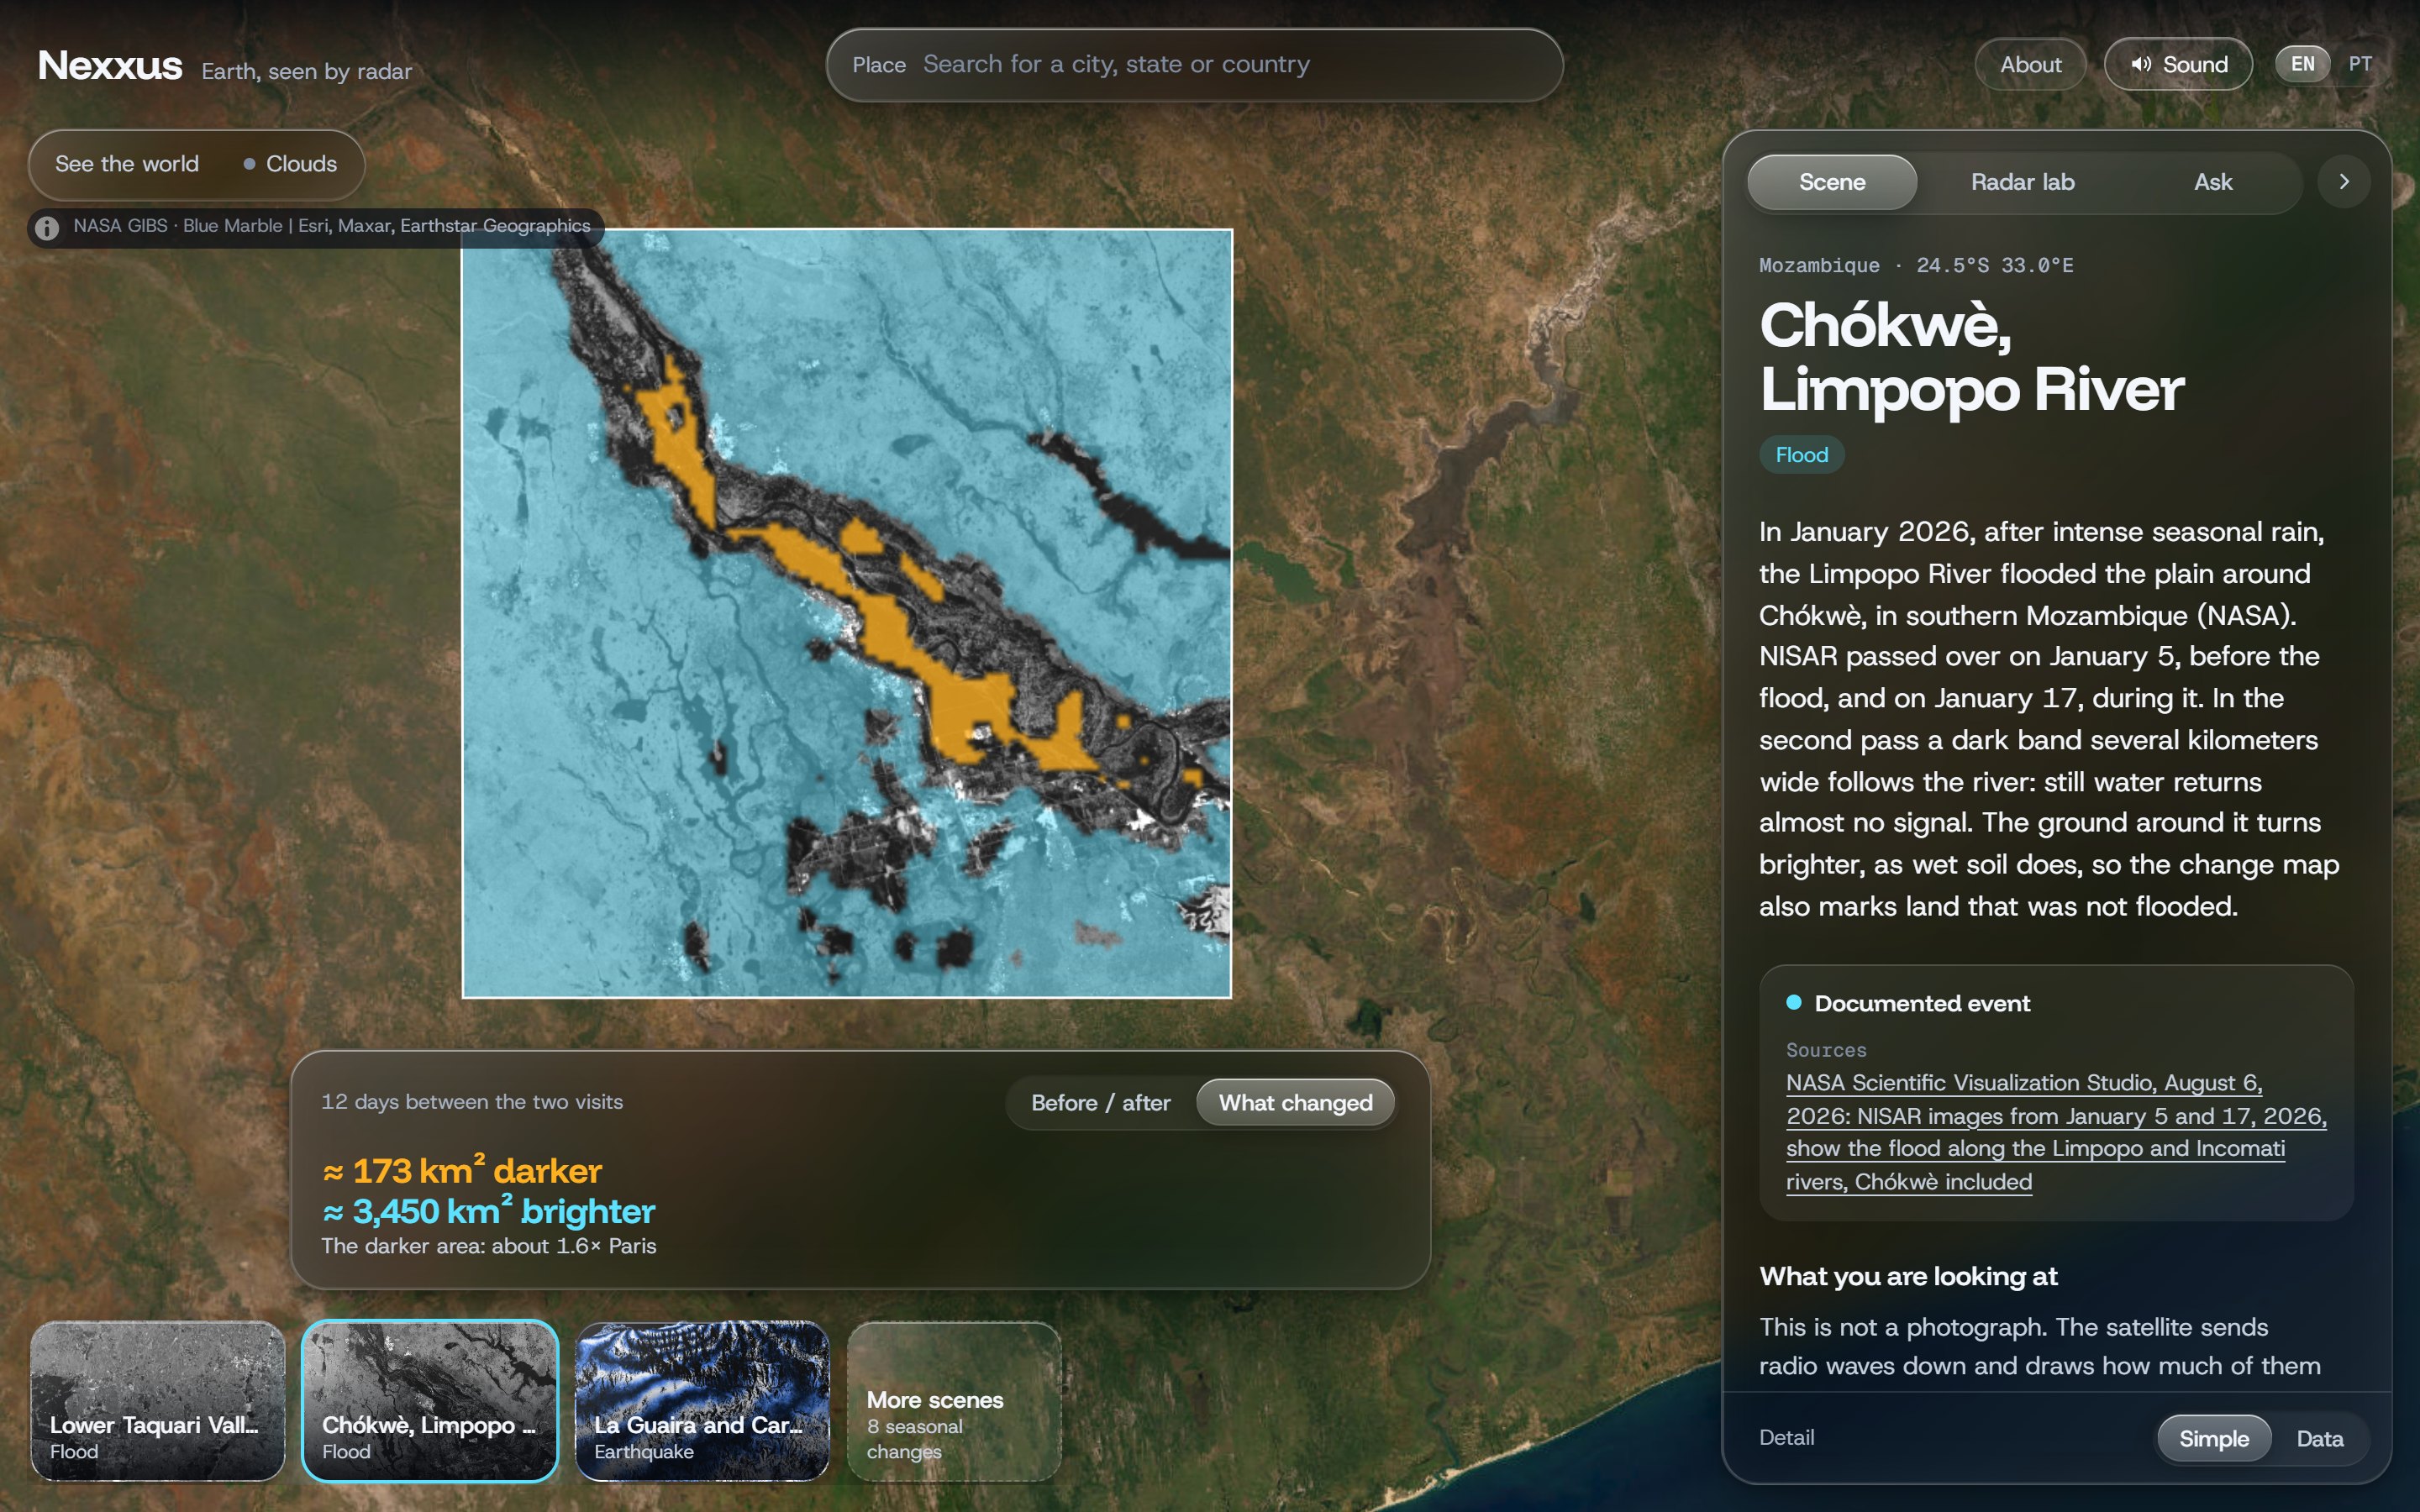 Nexxus
Earth, seen by radar
Place Search for a city, state or country
About
Sound
EN
PT
See the world
Clouds
NASA GIBS · Blue Marble | Esri, Maxar, Earthstar Geographics
Scene
Radar lab
Ask
Mozambique · 24.5°S 33.0°E
Chókwè,
Limpopo River
Flood
In January 2026, after intense seasonal rain,
the Limpopo River flooded the plain around
Chókwè, in southern Mozambique (NASA).
NISAR passed over on January 5, before the
flood, and on January 17, during it. In the
second pass a dark band several kilometers
wide follows the river: still water returns
almost no signal. The ground around it turns
brighter, as wet soil does, so the change map
also marks land that was not flooded.
Documented event
Sources
NASA Scientific Visualization Studio, August 6,
2026: NISAR images from January 5 and 17, 2026,
show the flood along the Limpopo and Incomati
rivers, Chókwè included
What you are looking at
This is not a photograph. The satellite sends
radio waves down and draws how much of them
Detail
Simple
Data
12 days between the two visits
Before / after
What changed
≈ 173 km² darker
≈ 3,450 km² brighter
The darker area: about 1.6× Paris
Lower Taquari Vall...
Flood
Chókwè, Limpopo ...
Flood
La Guaira and Car...
Earthquake
More scenes
8 seasonal
changes